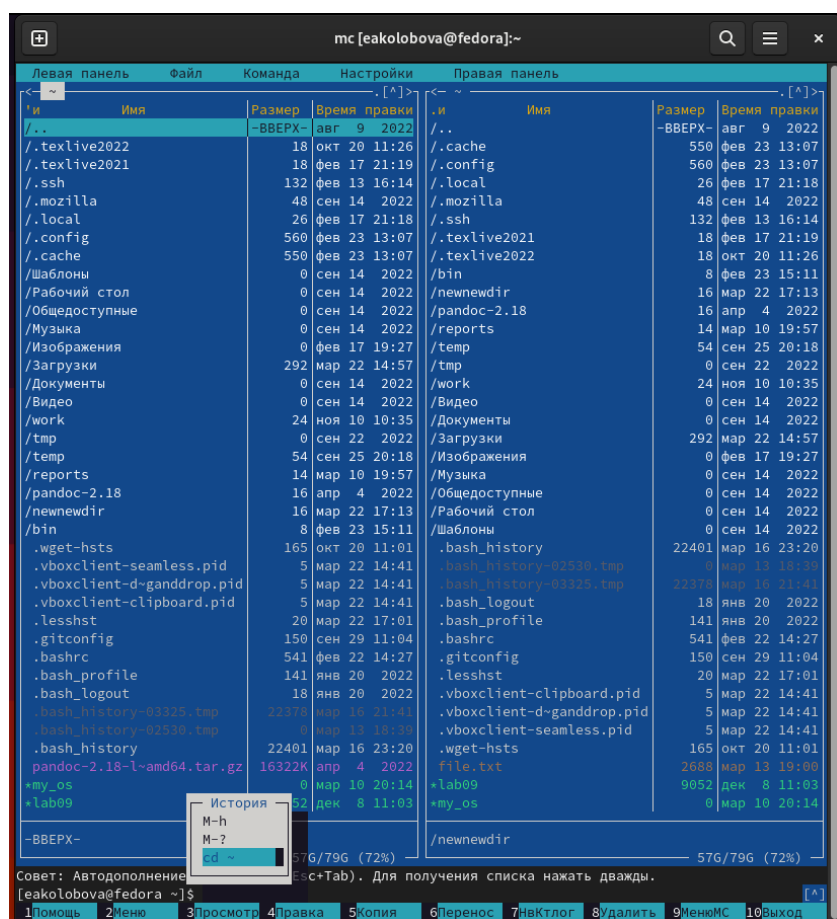 mc [eakolobova@fedora]:~
Левая панель Файл Команда Настройки Правая панель
<─ ~ ─.[^]>
'и Имя Размер Время правки
/.. -ВВЕРХ- авг 9 2022
/.texlive2022 18 окт 20 11:26
/.texlive2021 18 фев 17 21:19
/.ssh 132 фев 13 16:14
/.mozilla 48 сен 14 2022
/.local 26 фев 17 21:18
/.config 560 фев 23 13:07
/.cache 550 фев 23 13:07
/Шаблоны 0 сен 14 2022
/Рабочий стол 0 сен 14 2022
/Общедоступные 0 сен 14 2022
/Музыка 0 сен 14 2022
/Изображения 0 фев 17 19:27
/Загрузки 292 мар 22 14:57
/Документы 0 сен 14 2022
/Видео 0 сен 14 2022
/work 24 ноя 10 10:35
/tmp 0 сен 22 2022
/temp 54 сен 25 20:18
/reports 14 мар 10 19:57
/pandoc-2.18 16 апр 4 2022
/newnewdir 16 мар 22 17:13
/bin 8 фев 23 15:11
.wget-hsts 165 окт 20 11:01
.vboxclient-seamless.pid 5 мар 22 14:41
.vboxclient-d~ganddrop.pid 5 мар 22 14:41
.vboxclient-clipboard.pid 5 мар 22 14:41
.lesshst 20 мар 22 17:01
.gitconfig 150 сен 29 11:04
.bashrc 541 фев 22 14:27
.bash_profile 141 янв 20 2022
.bash_logout 18 янв 20 2022
.bash_history-03325.tmp 22378 мар 16 21:41
.bash_history-02530.tmp 0 мар 13 18:39
.bash_history 22401 мар 16 23:20
pandoc-2.18-l~amd64.tar.gz 16322K апр 4 2022
*my_os 0 мар 10 20:14
*lab09 52 дек 8 11:03
-ВВЕРХ-
57G/79G (72%)
<─ ~ ─.[^]>
.и Имя Размер Время правки
/.. -ВВЕРХ- авг 9 2022
/.cache 550 фев 23 13:07
/.config 560 фев 23 13:07
/.local 26 фев 17 21:18
/.mozilla 48 сен 14 2022
/.ssh 132 фев 13 16:14
/.texlive2021 18 фев 17 21:19
/.texlive2022 18 окт 20 11:26
/bin 8 фев 23 15:11
/newnewdir 16 мар 22 17:13
/pandoc-2.18 16 апр 4 2022
/reports 14 мар 10 19:57
/temp 54 сен 25 20:18
/tmp 0 сен 22 2022
/work 24 ноя 10 10:35
/Видео 0 сен 14 2022
/Документы 0 сен 14 2022
/Загрузки 292 мар 22 14:57
/Изображения 0 фев 17 19:27
/Музыка 0 сен 14 2022
/Общедоступные 0 сен 14 2022
/Рабочий стол 0 сен 14 2022
/Шаблоны 0 сен 14 2022
.bash_history 22401 мар 16 23:20
.bash_history-02530.tmp 0 мар 13 18:39
.bash_history-03325.tmp 22378 мар 16 21:41
.bash_logout 18 янв 20 2022
.bash_profile 141 янв 20 2022
.bashrc 541 фев 22 14:27
.gitconfig 150 сен 29 11:04
.lesshst 20 мар 22 17:01
.vboxclient-clipboard.pid 5 мар 22 14:41
.vboxclient-d~ganddrop.pid 5 мар 22 14:41
.vboxclient-seamless.pid 5 мар 22 14:41
.wget-hsts 165 окт 20 11:01
file.txt 2688 мар 13 19:00
*lab09 9052 дек 8 11:03
*my_os 0 мар 10 20:14
/newnewdir
57G/79G (72%)
История
M-h
M-?
cd ~
Совет: Автодополнение sc+Tab). Для получения списка нажать дважды.
[eakolobova@fedora ~]$ [^]
1Помощь 2Меню 3Просмотр 4Правка 5Копия 6Перенос 7НвКтлог 8Удалить 9МенюMC 10Выход